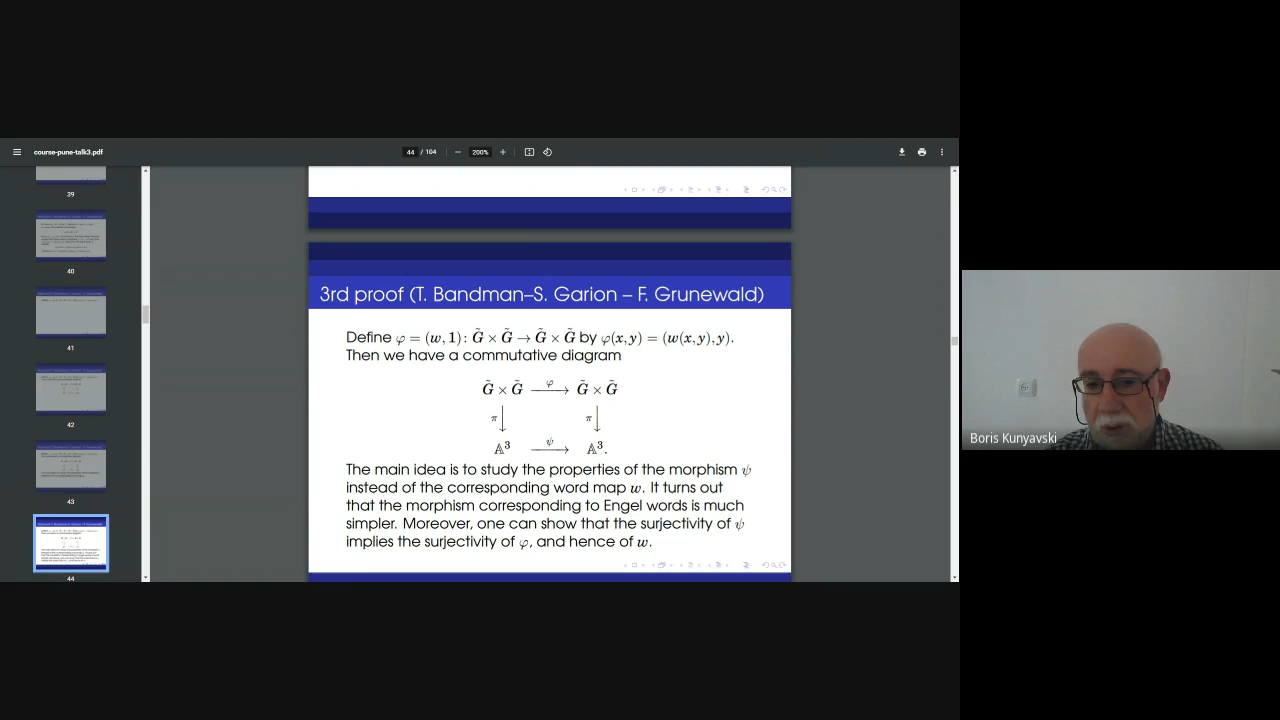 course-pune-talk3.pdf
44 / 104
200%
39
40
41
42
43
44
3rd proof (T. Bandman–S. Garion – F. Grunewald)
Define φ = (w, 1): G̃ × G̃ → G̃ × G̃ by φ(x, y) = (w(x, y), y).
Then we have a commutative diagram
G̃ × G̃ ⟶ G̃ × G̃
φ
π π
ψ
𝔸³ ⟶ 𝔸³.
The main idea is to study the properties of the morphism ψ
instead of the corresponding word map w. It turns out
that the morphism corresponding to Engel words is much
simpler. Moreover, one can show that the surjectivity of ψ
implies the surjectivity of φ, and hence of w.
Boris Kunyavski